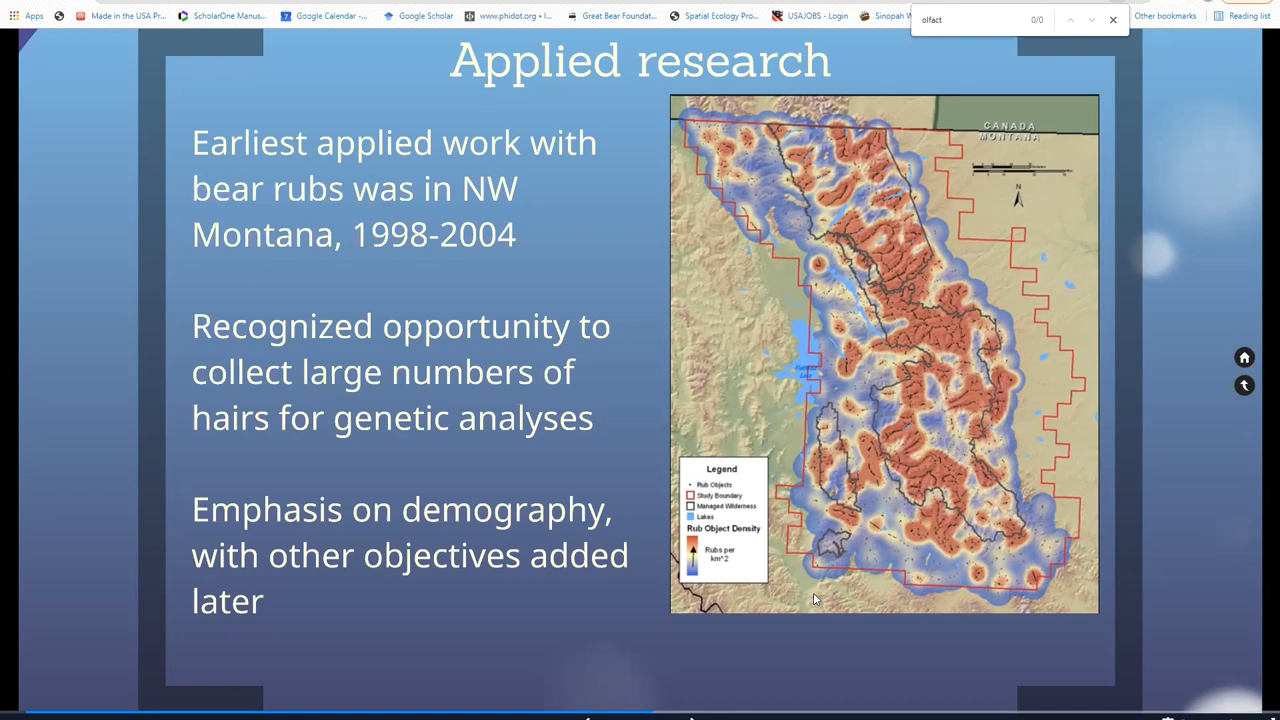 Apps
Made in the USA Pr...
ScholarOne Manus...
Google Calendar -...
Google Scholar
www.phidot.org • I...
Great Bear Foundat...
Spatial Ecology Pro...
USAJOBS - Login
Sinopah W
olfact
0/0
Other bookmarks
Reading list
Applied research
Earliest applied work with
bear rubs was in NW
Montana, 1998-2004
Recognized opportunity to
collect large numbers of
hairs for genetic analyses
Emphasis on demography,
with other objectives added
later
CANADA
MONTANA
N
Legend
Rub Objects
Study Boundary
Managed Wilderness
Lakes
Rub Object Density
Rubs per
km^2